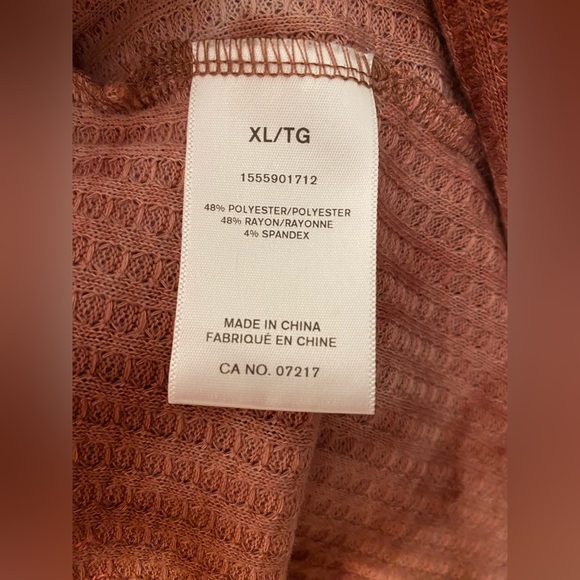 XL/TG
1555901712
48% POLYESTER/POLYESTER
48% RAYON/RAYONNE
4% SPANDEX
MADE IN CHINA
FABRIQUÉ EN CHINE
CA NO. 07217